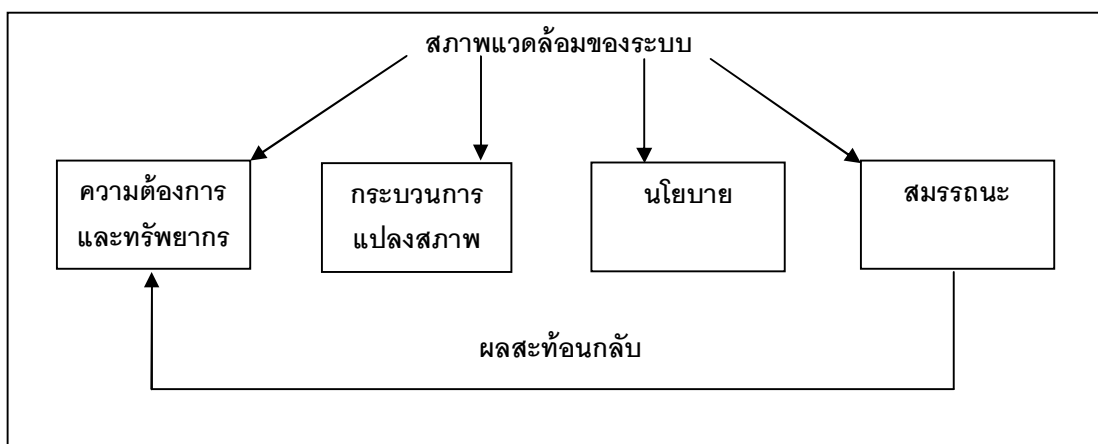 สภาพแวดล้อมของระบบ
ความต้องการ
และทรัพยากร
กระบวนการ
แปลงสภาพ
นโยบาย
สมรรถนะ
ผลสะท้อนกลับ